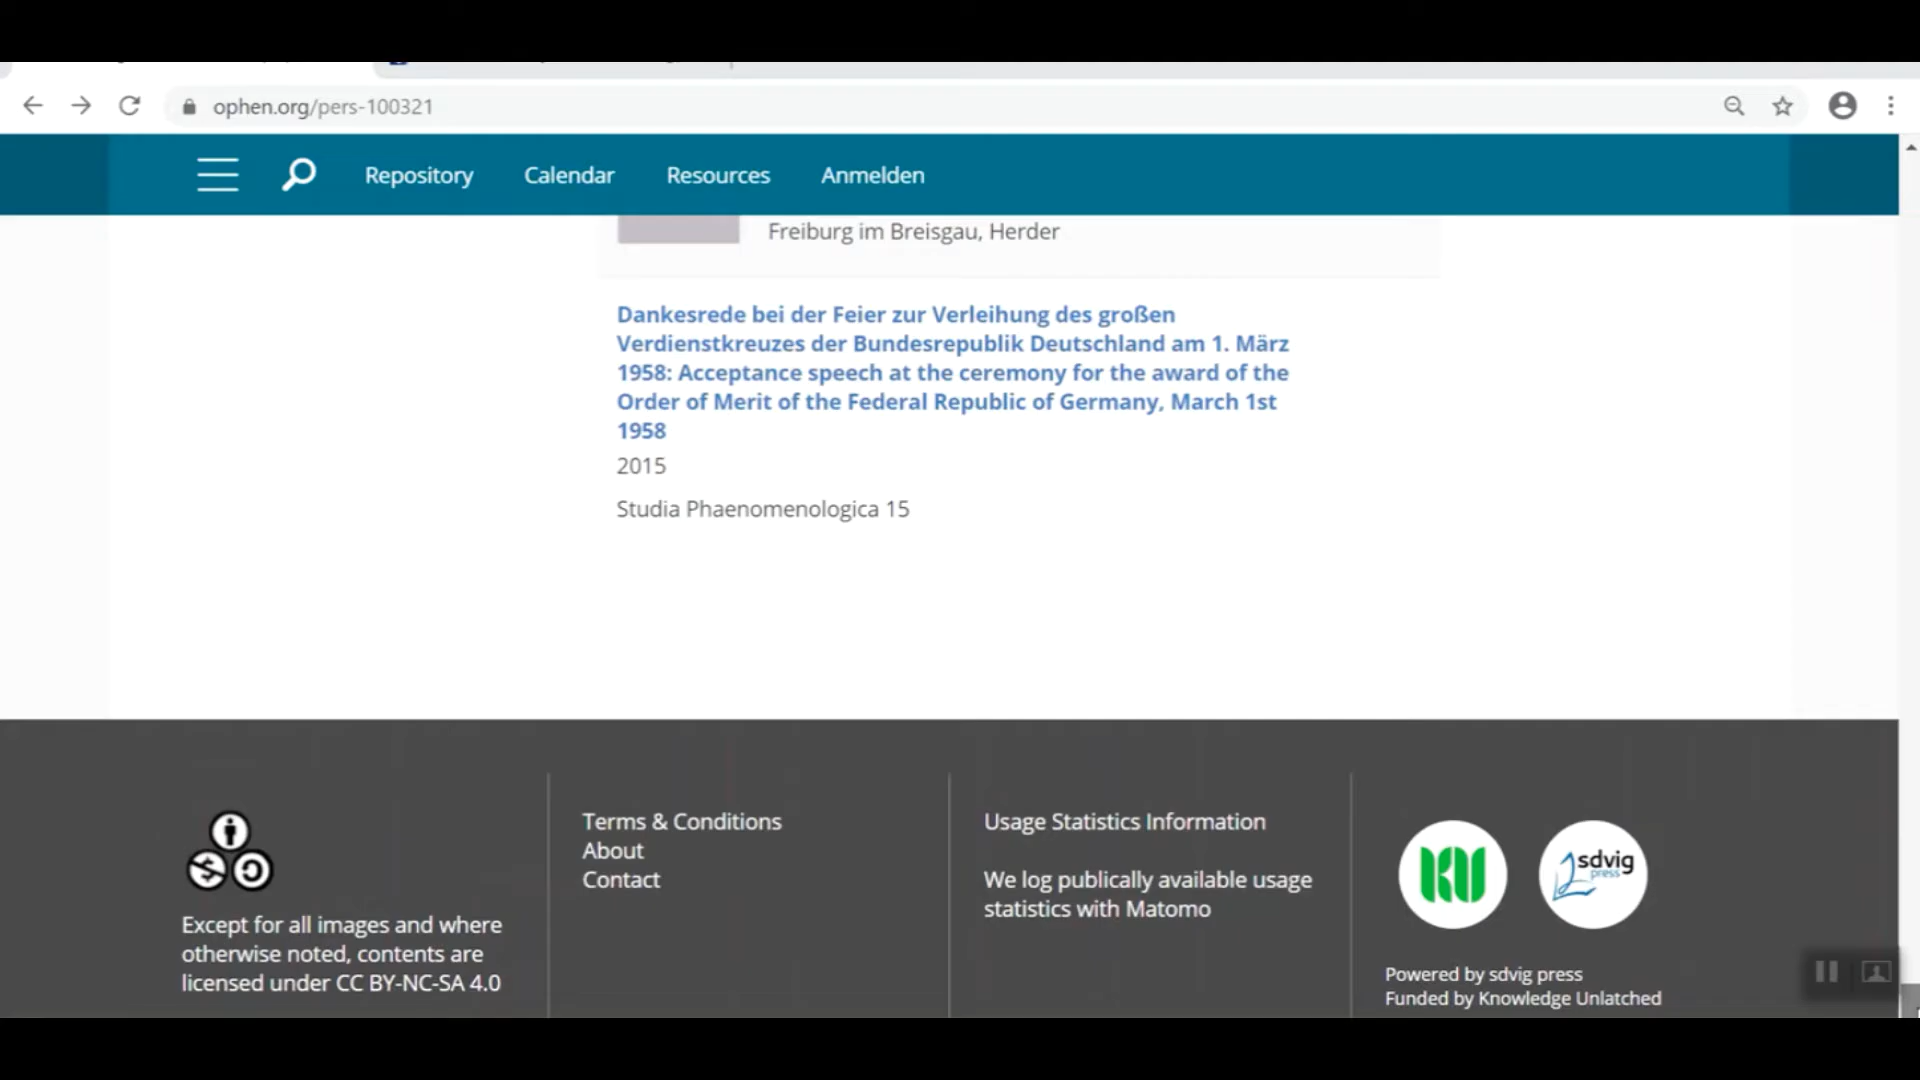 ophen.org/pers-100321
Repository
Calendar
Resources
Anmelden
Freiburg im Breisgau, Herder
Dankesrede bei der Feier zur Verleihung des großen
Verdienstkreuzes der Bundesrepublik Deutschland am 1. März
1958: Acceptance speech at the ceremony for the award of the
Order of Merit of the Federal Republic of Germany, March 1st
1958
2015
Studia Phaenomenologica 15
Except for all images and where
otherwise noted, contents are
licensed under CC BY-NC-SA 4.0
Terms & Conditions
About
Contact
Usage Statistics Information
We log publically available usage
statistics with Matomo
KU
sdvig
press
Powered by sdvig press
Funded by Knowledge Unlatched